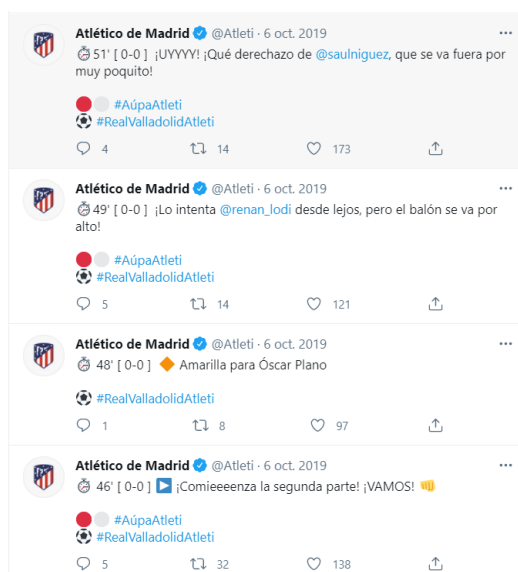 Atlético de Madrid @Atleti · 6 oct. 2019
51' [ 0-0 ] ¡UYYYY! ¡Qué derechazo de @saulniguez, que se va fuera por
muy poquito!
#AúpaAtleti
#RealValladolidAtleti
4 14 173
Atlético de Madrid @Atleti · 6 oct. 2019
49' [ 0-0 ] ¡Lo intenta @renan_lodi desde lejos, pero el balón se va por
alto!
#AúpaAtleti
#RealValladolidAtleti
5 14 121
Atlético de Madrid @Atleti · 6 oct. 2019
48' [ 0-0 ] Amarilla para Óscar Plano
#RealValladolidAtleti
1 8 97
Atlético de Madrid @Atleti · 6 oct. 2019
46' [ 0-0 ] ¡Comieeeenza la segunda parte! ¡VAMOS!
#AúpaAtleti
#RealValladolidAtleti
5 32 138